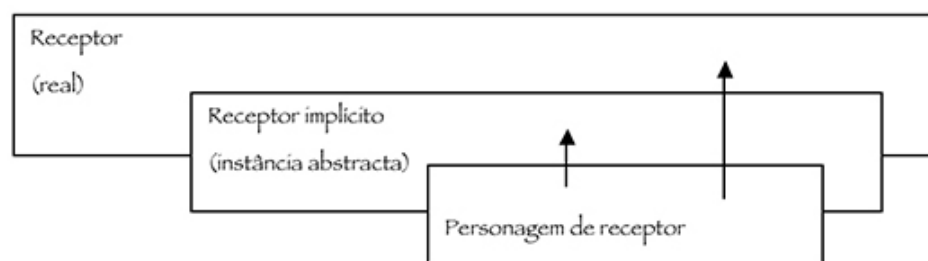 Receptor
(real)
Receptor implícito
(instância abstracta)
Personagem de receptor